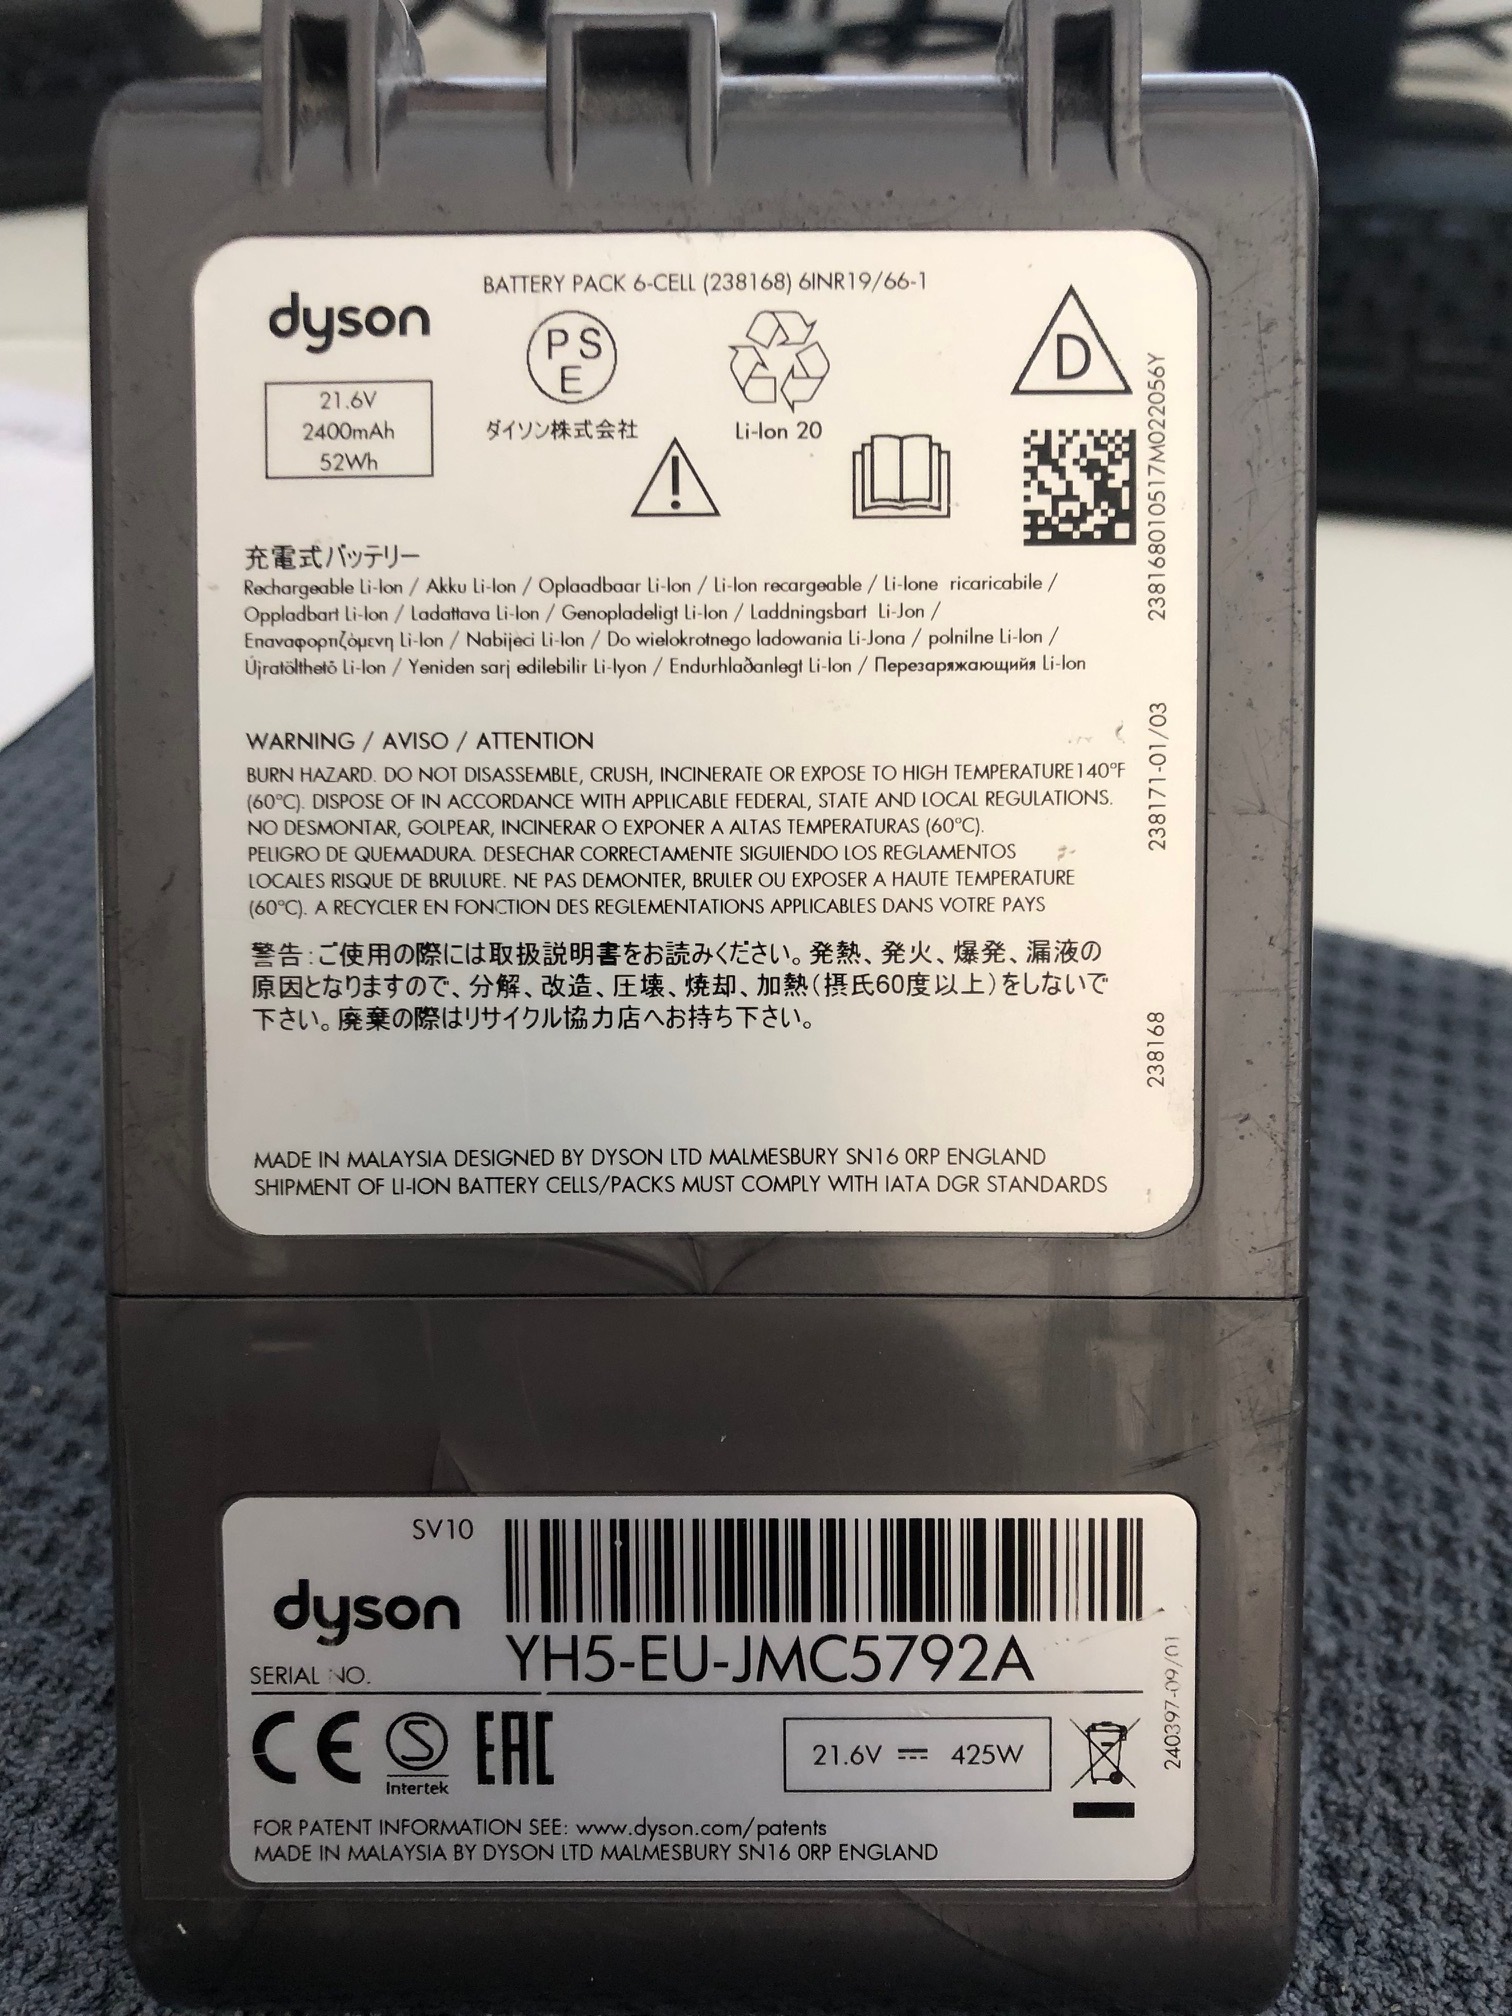 BATTERY PACK 6-CELL (238168) 6INR19/66-1
dyson
21.6V
2400mAh
52Wh
PS
E
ダイソン株式会社
Li-Ion 20
D
23816801051 7M022056Y
充電式バッテリー
Rechargeable Li-Ion / Akku Li-Ion / Oplaadbaar Li-Ion / Li-Ion recargeable / Li-Ione ricaricabile /
Oppladbart Li-Ion / Ladattava Li-Ion / Genopladeligt Li-Ion / Laddningsbart Li-Jon /
Επαναφορτιζόμενη Li-Ion / Nabíjecí Li-Ion / Do wielokrotnego ladowania Li-Jona / polnilne Li-Ion /
Újratölthető Li-Ion / Yeniden sarj edilebilir Li-Iyon / Endurhlaðanlegt Li-Ion / Перезаряжающийя Li-Ion
WARNING / AVISO / ATTENTION
BURN HAZARD. DO NOT DISASSEMBLE, CRUSH, INCINERATE OR EXPOSE TO HIGH TEMPERATURE140°F
(60°C). DISPOSE OF IN ACCORDANCE WITH APPLICABLE FEDERAL, STATE AND LOCAL REGULATIONS.
NO DESMONTAR, GOLPEAR, INCINERAR O EXPONER A ALTAS TEMPERATURAS (60°C).
PELIGRO DE QUEMADURA. DESECHAR CORRECTAMENTE SIGUIENDO LOS REGLAMENTOS
LOCALES RISQUE DE BRULURE. NE PAS DEMONTER, BRULER OU EXPOSER A HAUTE TEMPERATURE
(60°C). A RECYCLER EN FONCTION DES REGLEMENTATIONS APPLICABLES DANS VOTRE PAYS
238171-01/03
警告:ご使用の際には取扱説明書をお読みください。発熱、発火、爆発、漏液の
原因となりますので、分解、改造、圧壊、焼却、加熱(摂氏60度以上)をしないで
下さい。廃棄の際はリサイクル協力店へお持ち下さい。
238168
MADE IN MALAYSIA DESIGNED BY DYSON LTD MALMESBURY SN16 0RP ENGLAND
SHIPMENT OF LI-ION BATTERY CELLS/PACKS MUST COMPLY WITH IATA DGR STANDARDS
SV10
dyson
SERIAL NO.
YH5-EU-JMC5792A
CE
S
Intertek
EAC
21.6V ⎓ 425W
240397-09/01
FOR PATENT INFORMATION SEE: www.dyson.com/patents
MADE IN MALAYSIA BY DYSON LTD MALMESBURY SN16 0RP ENGLAND